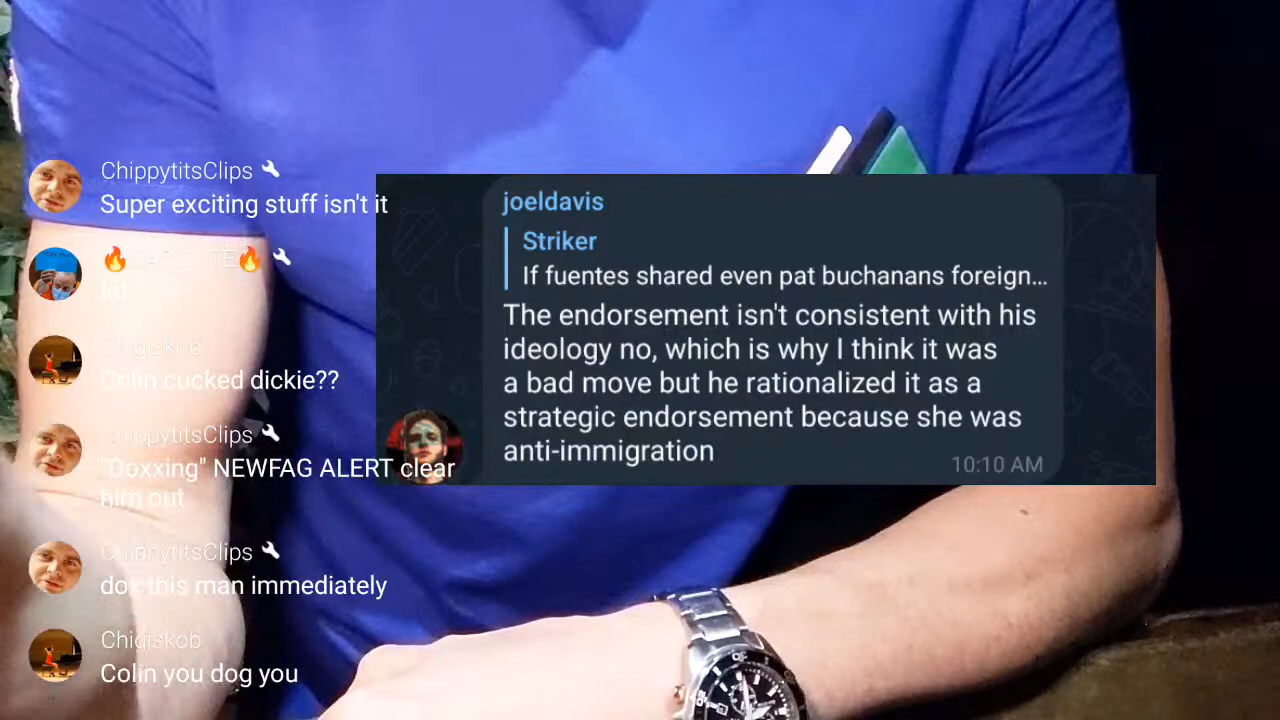 ChippytitsClips
Super exciting stuff isn't it
lol
Chigiskob
Colin cucked dickie??
ChippytitsClips
"Doxxing" NEWFAG ALERT clear
him out
ChippytitsClips
dox this man immediately
Chigiskob
Colin you dog you
joeldavis
Striker
If fuentes shared even pat buchanans foreign...
The endorsement isn't consistent with his
ideology no, which is why I think it was
a bad move but he rationalized it as a
strategic endorsement because she was
anti-immigration
10:10 AM